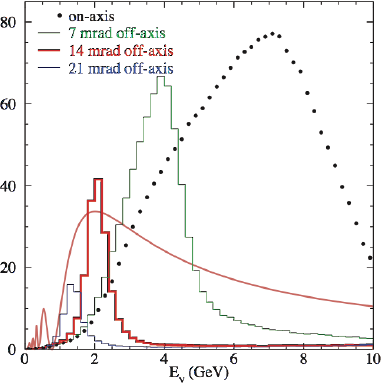 80
60
40
20
0
on-axis
7 mrad off-axis
14 mrad off-axis
21 mrad off-axis
0 2 4 6 8 10
Eν (GeV)